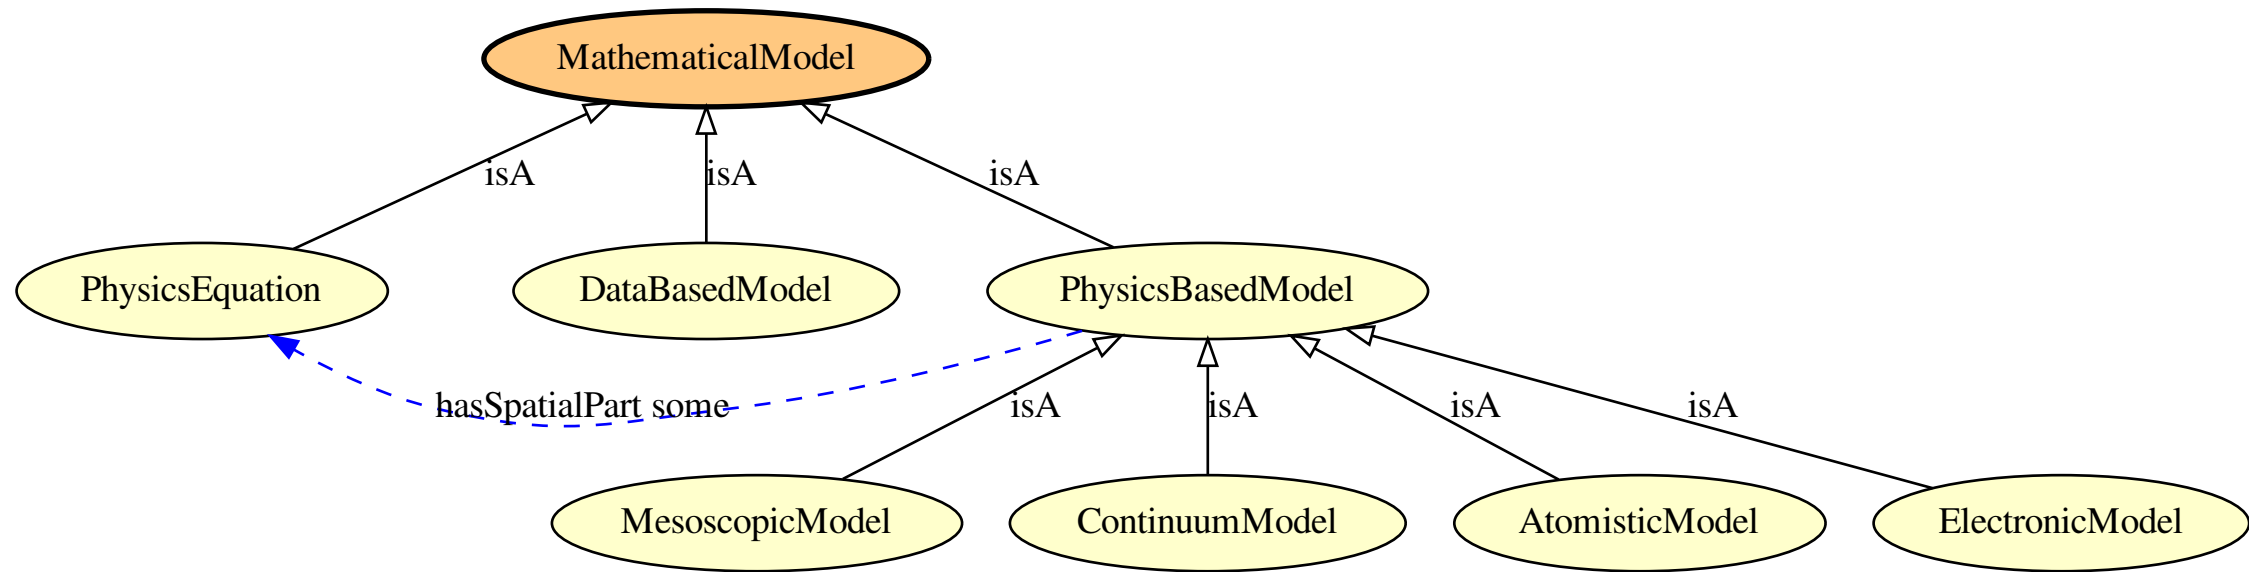 MathematicalModel
isA
isA
isA
PhysicsEquation
DataBasedModel
PhysicsBasedModel
hasSpatialPart some
isA
isA
isA
isA
MesoscopicModel
ContinuumModel
AtomisticModel
ElectronicModel